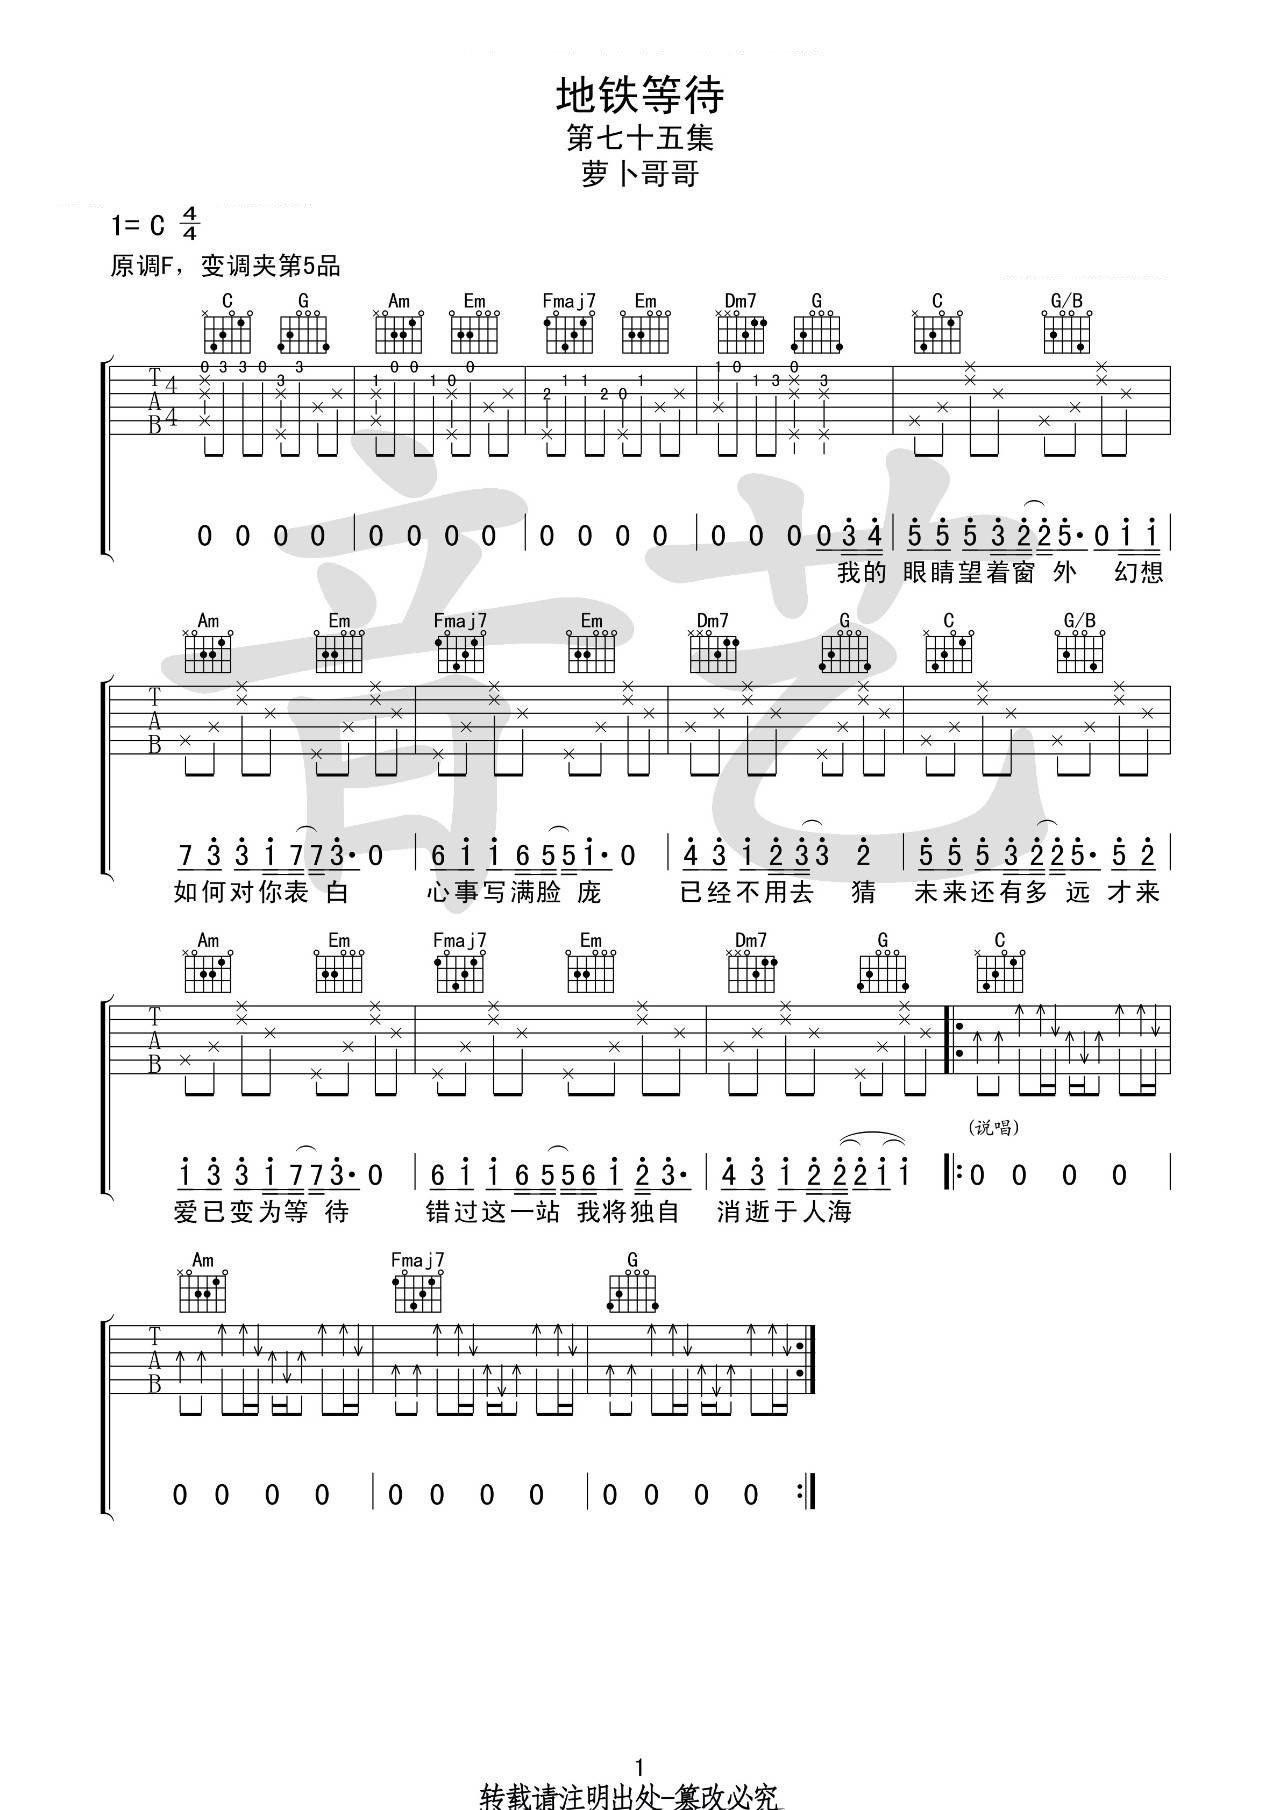 地铁等待
第七十五集
萝卜哥哥
1= C 4/4
原调F，变调夹第5品
C G Am Em Fmaj7 Em Dm7 G C G/B
T A B 4 4
0 3 3 0 3 3 1 0 0 1 0 0 2 1 1 2 0 1 1 0 1 3 0 3
0 0 0 0 0 0 0 0 0 0 0 0 0 0 0 0 3 4 5 5 5 3 2 2 5· 0 1 1
我的 眼睛望着窗 外 幻想
Am Em Fmaj7 Em Dm7 G C G/B
T A B
7 3 3 1 7 7 3· 0 6 1 1 6 5 5 1· 0 4 3 1 2 3 3 2 5 5 5 3 2 2 5· 5 2
如何对你表 白 心事写满脸 庞 已经不用去 猜 未来还有多 远 才来
Am Em Fmaj7 Em Dm7 G C
T A B
(说唱)
1 3 3 1 7 7 3· 0 6 1 1 6 5 5 6 1 2 3· 4 3 1 2 2 2 1 1 0 0 0 0
爱已变为等 待 错过这一站 我将独自 消逝于人海
Am Fmaj7 G
T A B
0 0 0 0 0 0 0 0 0 0 0 0
音艺
1
转载请注明出处-篡改必究